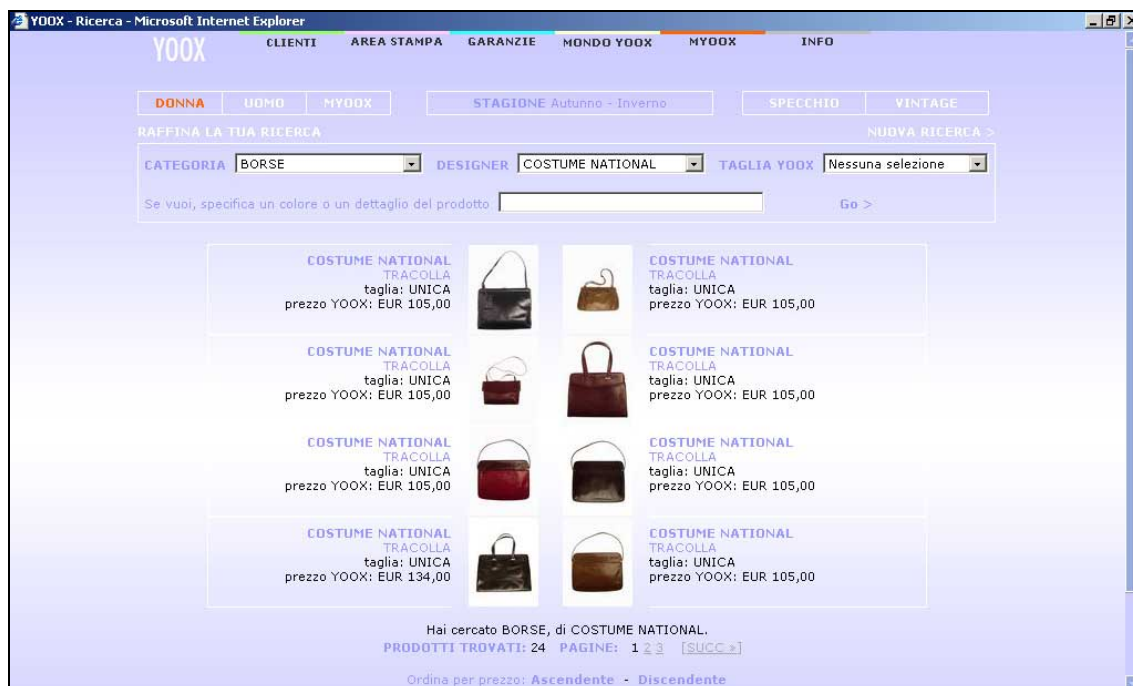 YOOX - Ricerca - Microsoft Internet Explorer
YOOX
CLIENTI AREA STAMPA GARANZIE MONDO YOOX MYOOX INFO
DONNA UOMO MYOOX STAGIONE Autunno - Inverno SPECCHIO VINTAGE
RAFFINA LA TUA RICERCA NUOVA RICERCA >
CATEGORIA BORSE DESIGNER COSTUME NATIONAL TAGLIA YOOX Nessuna selezione
Se vuoi, specifica un colore o un dettaglio del prodotto Go >
COSTUME NATIONAL
TRACOLLA
taglia: UNICA
prezzo YOOX: EUR 105,00
COSTUME NATIONAL
TRACOLLA
taglia: UNICA
prezzo YOOX: EUR 105,00
COSTUME NATIONAL
TRACOLLA
taglia: UNICA
prezzo YOOX: EUR 105,00
COSTUME NATIONAL
TRACOLLA
taglia: UNICA
prezzo YOOX: EUR 105,00
COSTUME NATIONAL
TRACOLLA
taglia: UNICA
prezzo YOOX: EUR 105,00
COSTUME NATIONAL
TRACOLLA
taglia: UNICA
prezzo YOOX: EUR 105,00
COSTUME NATIONAL
TRACOLLA
taglia: UNICA
prezzo YOOX: EUR 134,00
COSTUME NATIONAL
TRACOLLA
taglia: UNICA
prezzo YOOX: EUR 105,00
Hai cercato BORSE, di COSTUME NATIONAL.
PRODOTTI TROVATI: 24 PAGINE: 1 2 3 [SUCC »]
Ordina per prezzo: Ascendente - Discendente